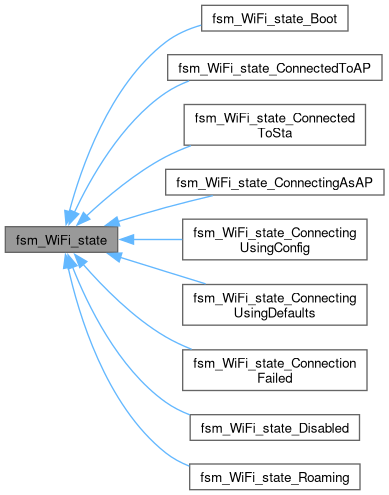 fsm_WiFi_state_Boot
fsm_WiFi_state_ConnectedToAP
fsm_WiFi_state_Connected
ToSta
fsm_WiFi_state_ConnectingAsAP
fsm_WiFi_state
fsm_WiFi_state_Connecting
UsingConfig
fsm_WiFi_state_Connecting
UsingDefaults
fsm_WiFi_state_Connection
Failed
fsm_WiFi_state_Disabled
fsm_WiFi_state_Roaming